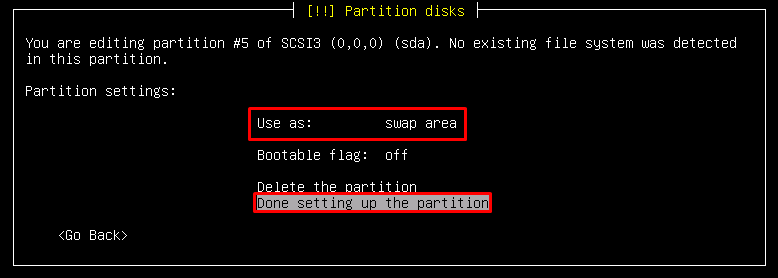 [!!] Partition disks
You are editing partition #5 of SCSI3 (0,0,0) (sda). No existing file system was detected
in this partition.
Partition settings:
Use as: swap area
Bootable flag: off
Delete the partition
Done setting up the partition
<Go Back>